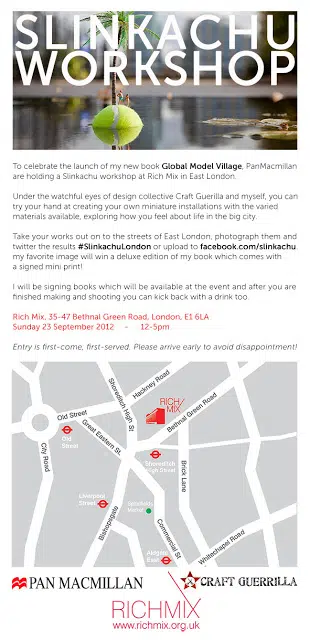 SLINKACHU
WORKSHOP
To celebrate the launch of my new book Global Model Village, PanMacmillan
are holding a Slinkachu workshop at Rich Mix in East London.
Under the watchful eyes of design collective Craft Guerilla and myself, you can
try your hand at creating your own miniature installations with the varied
materials available, exploring how you feel about life in the big city.
Take your works out on to the streets of East London, photograph them and
twitter the results #SlinkachuLondon or upload to facebook.com/slinkachu.
my favorite image will win a deluxe edition of my book which comes with
a signed mini print!
I will be signing books which will be available at the event and after you are
finished making and shooting you can kick back with a drink too.
Rich Mix, 35-47 Bethnal Green Road, London, E1 6LA
Sunday 23 September 2012 - 12-5pm
Entry is first-come, first-served. Please arrive early to avoid disappointment!
Shoreditch High St
Hackney Road
RICH/
MIX
Bethnal Green Road
Old Street
Old
Street
Great Eastern St.
City Road
Shoreditch
High Street
Brick Lane
Liverpool
Street
Spitalfields
Market
Bishopsgate
Commercial St
Aldgate
East
Whitechapel Road
PAN MACMILLAN
CRAFT GUERRILLA
RICHMIX
www.richmix.org.uk